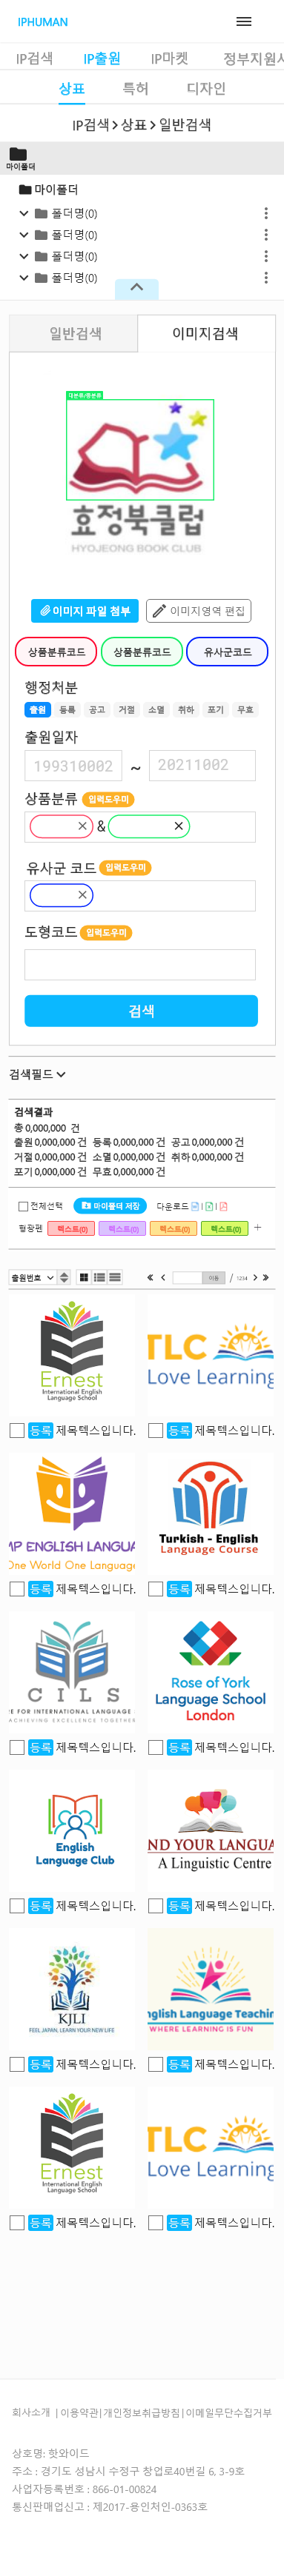 IPHUMAN
IP검색 IP출원 IP마켓 정부지원사
상표 특허 디자인
IP검색 > 상표 > 일반검색
마이폴더
마이폴더
폴더명(0)
폴더명(0)
폴더명(0)
폴더명(0)
일반검색 이미지검색
효정북클럽
HYOJEONG BOOK CLUB
이미지 파일 첨부 이미지영역 편집
상품분류코드 상품분류코드 유사군코드
행정처분
출원 등록 공고 거절 소멸 취하 포기 무효
출원일자
199310002 ~ 20211002
상품분류 입력도우미
&
유사군 코드 입력도우미
도형코드 입력도우미
검색
검색필드
검색결과
총 0,000,000 건
출원 0,000,000 건 등록 0,000,000 건 공고 0,000,000 건
거절 0,000,000 건 소멸 0,000,000 건 취하 0,000,000 건
포기 0,000,000 건 무효 0,000,000 건
전체선택 마이폴더 저장 다운로드
형광펜 텍스트(0) 텍스트(0) 텍스트(0) 텍스트(0) +
출원번호 이동 / 1234
Ernest
International English
Language School
TLC
Love Learning
등록 제목텍스입니다. 등록 제목텍스입니다.
MP ENGLISH LANGUA
One World One Language
Turkish - English
Language Course
등록 제목텍스입니다. 등록 제목텍스입니다.
CILS
RE FOR INTERNATIONAL LANGUAGE
ACHIEVING EXCELLENCE TOGETHER
Rose of York
Language School
London
등록 제목텍스입니다. 등록 제목텍스입니다.
English
Language Club
ND YOUR LANGUA
A Linguistic Centre
등록 제목텍스입니다. 등록 제목텍스입니다.
KJLI
FEEL JAPAN, LEARN YOUR NEW LIFE
English Language Teaching
WHERE LEARNING IS FUN
등록 제목텍스입니다. 등록 제목텍스입니다.
Ernest
International English
Language School
TLC
Love Learning
등록 제목텍스입니다. 등록 제목텍스입니다.
회사소개 | 이용약관| 개인정보취급방침 | 이메일무단수집거부
상호명: 핫와이드
주소 : 경기도 성남시 수정구 창업로40번길 6, 3-9호
사업자등록번호 : 866-01-00824
통신판매업신고 : 제2017-용인처인-0363호